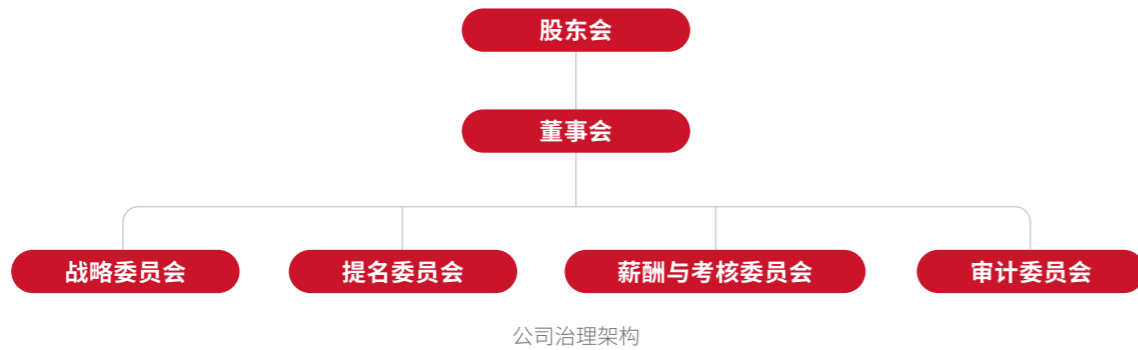 股东会
董事会
战略委员会
提名委员会
薪酬与考核委员会
审计委员会
公司治理架构